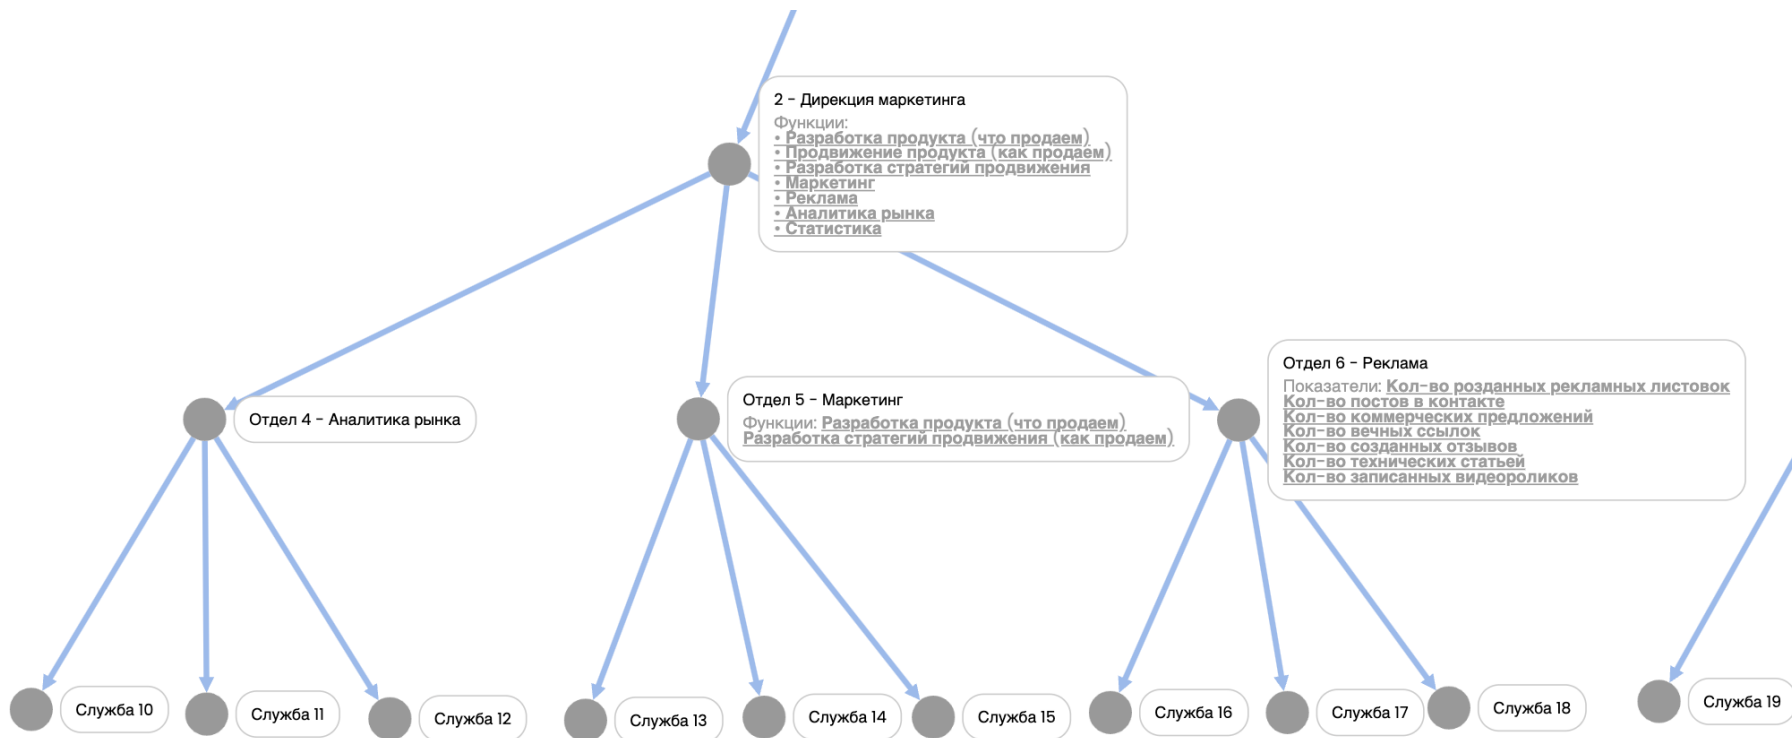 2 - Дирекция маркетинга
Функции:
• Разработка продукта (что продаем)
• Продвижение продукта (как продаем)
• Разработка стратегий продвижения
• Маркетинг
• Реклама
• Аналитика рынка
• Статистика
Отдел 4 - Аналитика рынка
Отдел 5 - Маркетинг
Функции: Разработка продукта (что продаем)
Разработка стратегий продвижения (как продаем)
Отдел 6 - Реклама
Показатели: Кол-во розданных рекламных листовок
Кол-во постов в контакте
Кол-во коммерческих предложений
Кол-во вечных ссылок
Кол-во созданных отзывов
Кол-во технических статьей
Кол-во записанных видеороликов
Служба 10
Служба 11
Служба 12
Служба 13
Служба 14
Служба 15
Служба 16
Служба 17
Служба 18
Служба 19